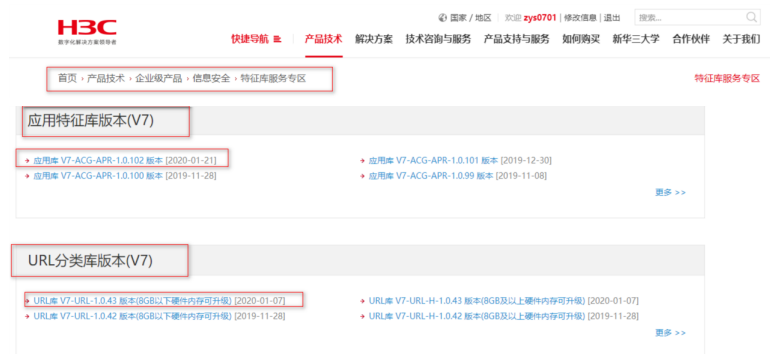 国家 / 地区 | 欢迎 zys0701 | 修改信息 | 退出 搜索...
H3C
数字化解决方案领导者
快捷导航 产品技术 解决方案 技术咨询与服务 产品支持与服务 如何购买 新华三大学 合作伙伴 关于我们
首页 › 产品技术 › 企业级产品 › 信息安全 › 特征库服务专区 特征库服务专区
应用特征库版本(V7)
应用库 V7-ACG-APR-1.0.102 版本 [2020-01-21] 应用库 V7-ACG-APR-1.0.101 版本 [2019-12-30]
应用库 V7-ACG-APR-1.0.100 版本 [2019-11-28] 应用库 V7-ACG-APR-1.0.99 版本 [2019-11-08]
更多 >>
URL分类库版本(V7)
URL库 V7-URL-1.0.43 版本(8GB以下硬件内存可升级) [2020-01-07] URL库 V7-URL-H-1.0.43 版本(8GB及以上硬件内存可升级) [2020-01-07]
URL库 V7-URL-1.0.42 版本(8GB以下硬件内存可升级) [2019-11-28] URL库 V7-URL-H-1.0.42 版本(8GB及以上硬件内存可升级) [2019-11-28]
更多 >>